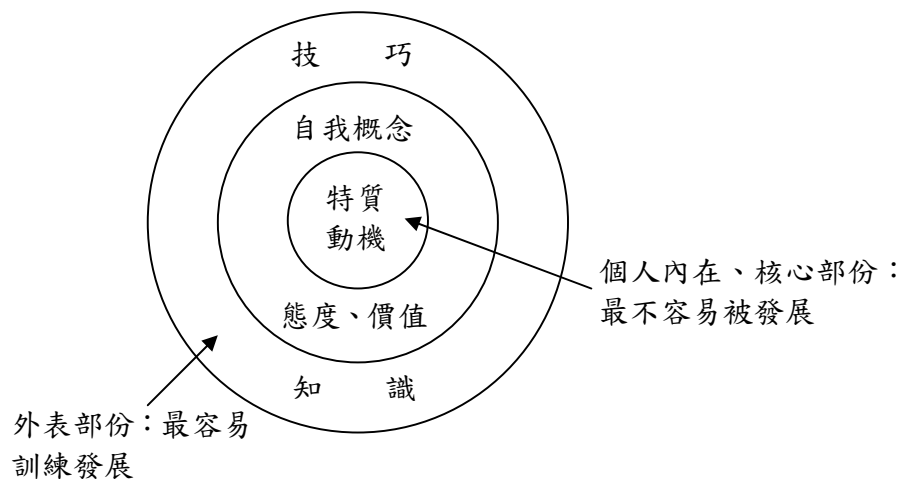 技 巧
自我概念
特質
動機
態度、價值
知 識
個人內在、核心部份：
最不容易被發展
外表部份：最容易
訓練發展